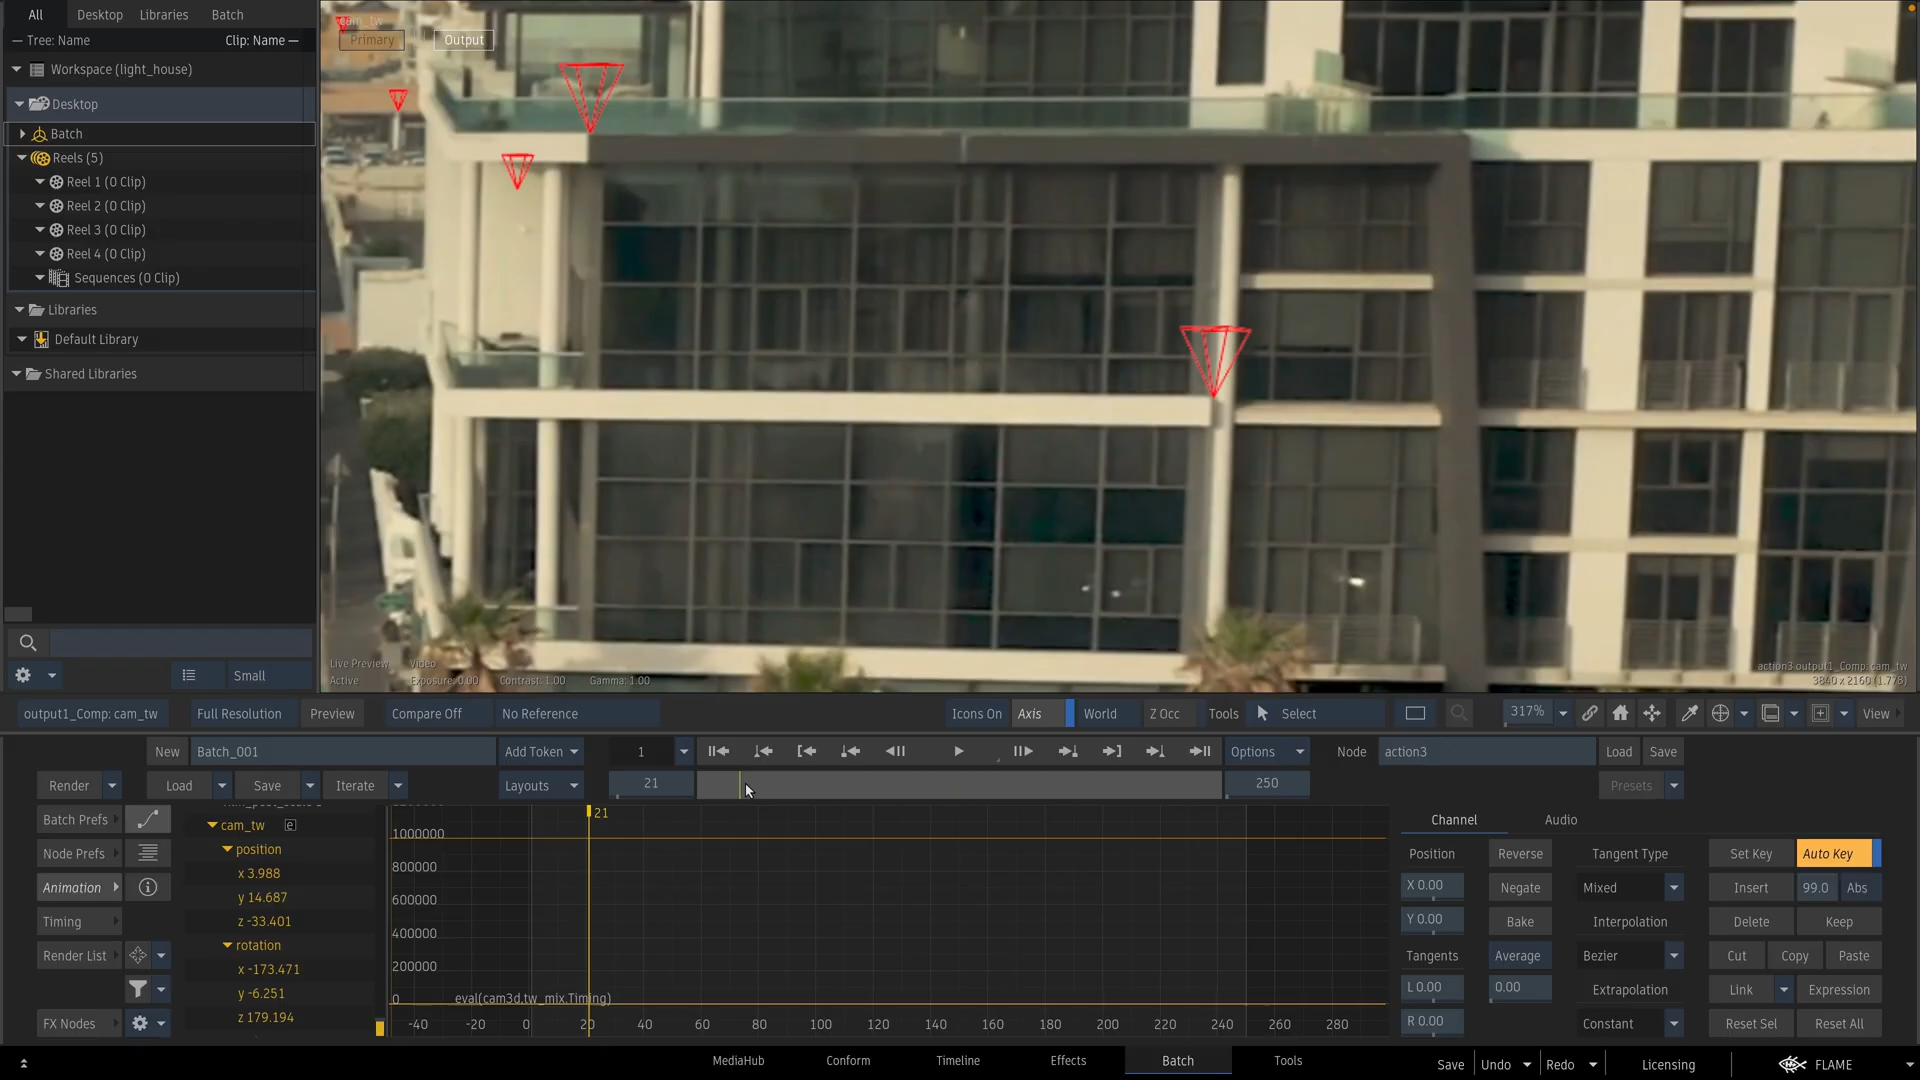 All
Desktop
Libraries
Batch
Tree: Name
Clip: Name
Workspace (light_house)
Desktop
Batch
Reels (5)
Reel 1 (0 Clip)
Reel 2 (0 Clip)
Reel 3 (0 Clip)
Reel 4 (0 Clip)
Sequences (0 Clip)
Libraries
Default Library
Shared Libraries
Small
cam_tw
Primary
Output
Live Preview
Video
Active
Exposure: 0.00
Contrast: 1.00
Gamma: 1.00
action3 output1_Comp: cam_tw
3840 x 2160 (1.778)
output1_Comp: cam_tw
Full Resolution
Preview
Compare Off
No Reference
Icons On
Axis
World
Z Occ
Tools
Select
317%
View
New
Batch_001
Add Token
1
Options
Node
action3
Load
Save
Render
Load
Save
Iterate
Layouts
21
250
Presets
Batch Prefs
Node Prefs
Animation
Timing
Render List
FX Nodes
cam_tw
e
position
x 3.988
y 14.687
z -33.401
rotation
x -173.471
y -6.251
z 179.194
21
1000000
800000
600000
400000
200000
0
eval(cam3d,tw_mix.Timing)
-40 -20 0 20 40 60 80 100 120 140 160 180 200 220 240 260 280
Channel
Audio
Position
Reverse
Tangent Type
Set Key
Auto Key
X 0.00
Negate
Mixed
Insert
99.0
Abs
Y 0.00
Bake
Interpolation
Delete
Keep
Tangents
Average
Bezier
Cut
Copy
Paste
L 0.00
0.00
Extrapolation
Link
Expression
R 0.00
Constant
Reset Sel
Reset All
MediaHub
Conform
Timeline
Effects
Batch
Tools
Save
Undo
Redo
Licensing
FLAME